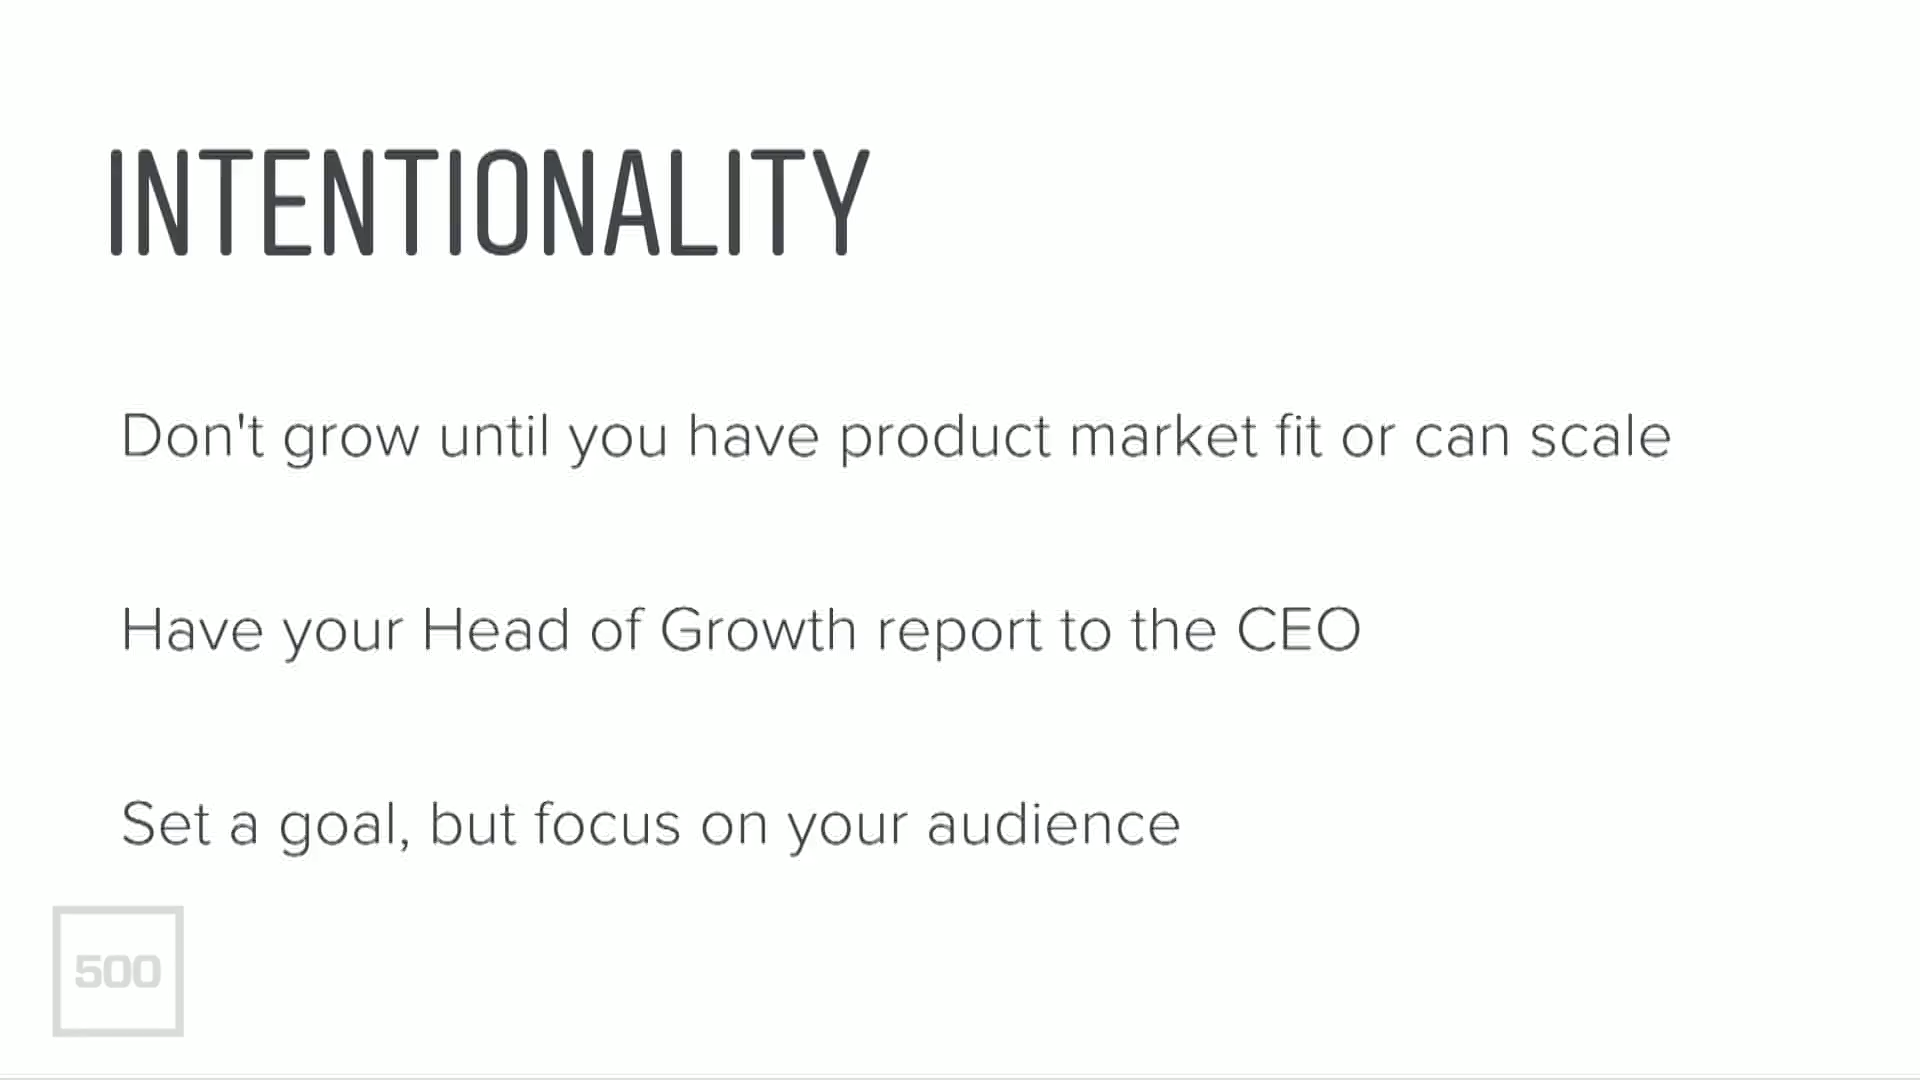 INTENTIONALITY
Don't grow until you have product market fit or can scale
Have your Head of Growth report to the CEO
Set a goal, but focus on your audience
500